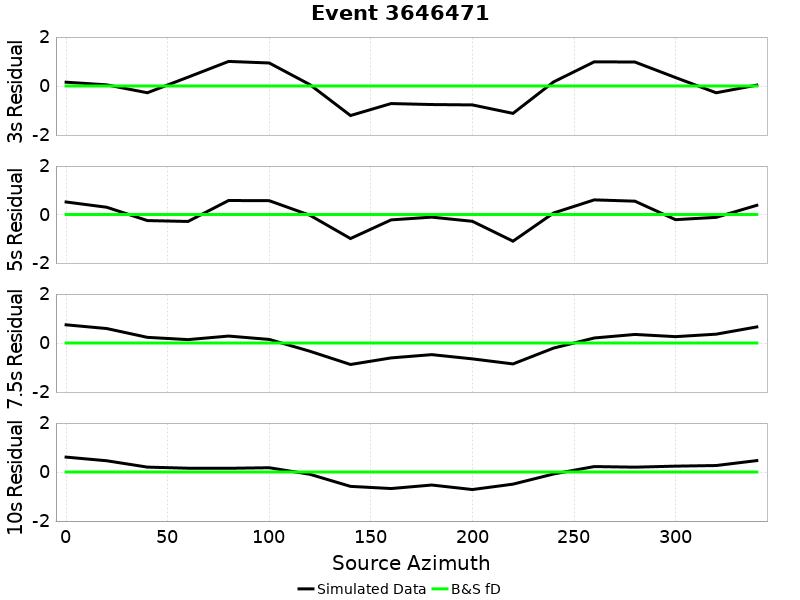 Event 3646471
3s Residual
2
0
-2
5s Residual
2
0
-2
7.5s Residual
2
0
-2
10s Residual
2
0
-2
0 50 100 150 200 250 300
Source Azimuth
Simulated Data B&S fD